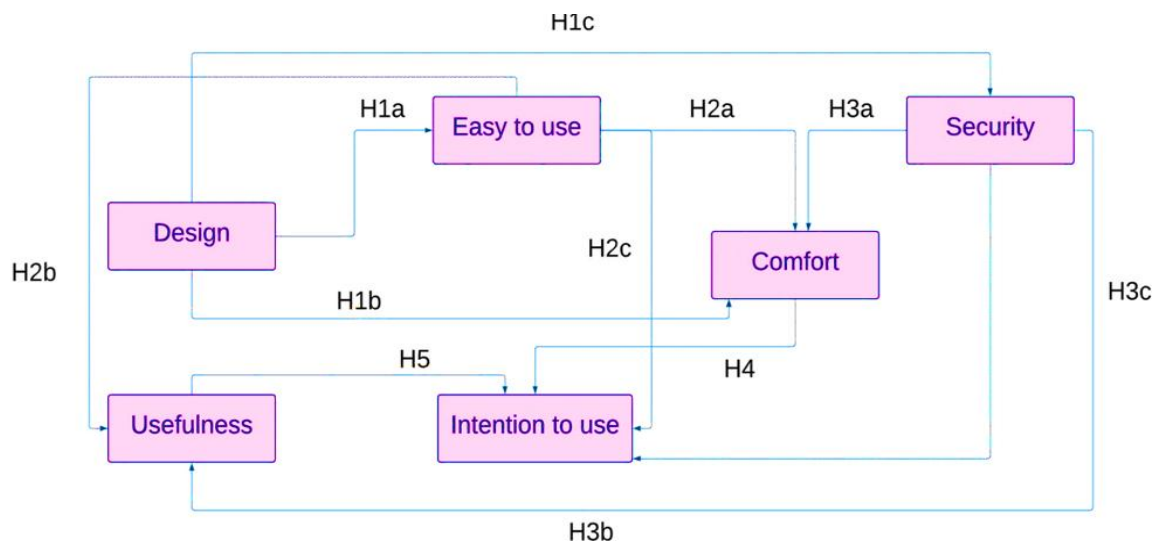 H1c
H1a
Easy to use
H2a
H3a
Security
Design
H2c
Comfort
H2b
H3c
H1b
H5
H4
Usefulness
Intention to use
H3b